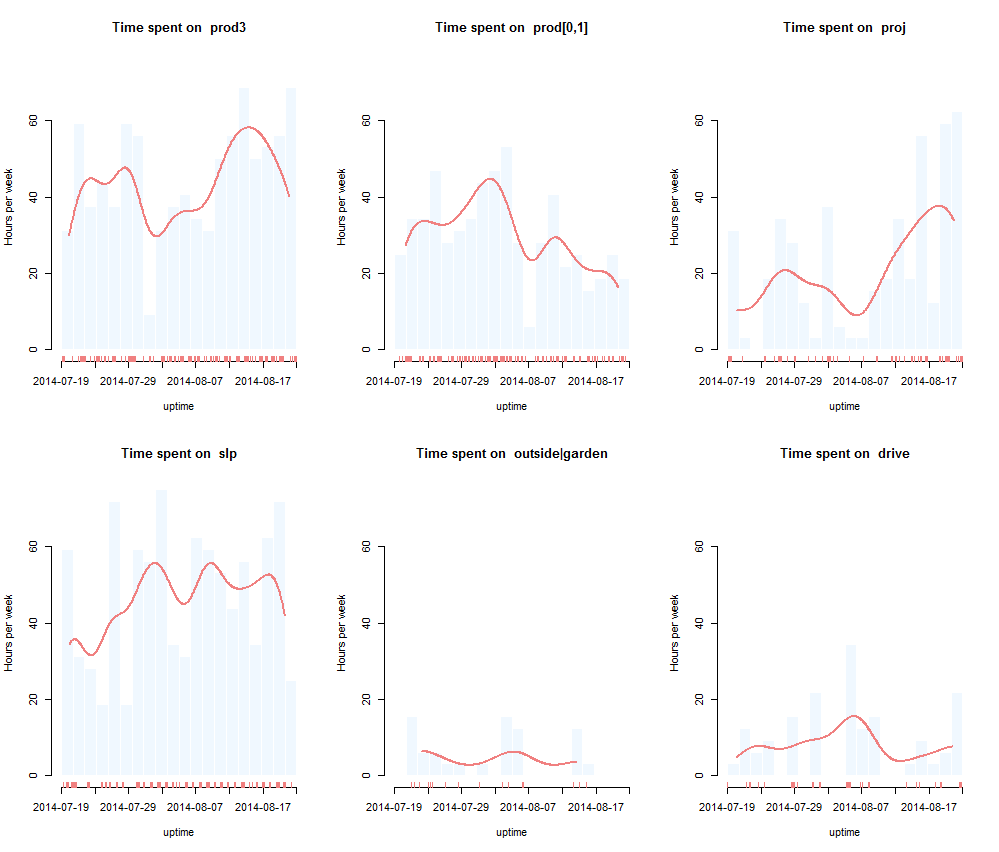 Time spent on  prod3
Hours per week
0
20
40
60
2014-07-19
2014-07-29
2014-08-07
2014-08-17
uptime
Time spent on  prod[0,1]
Hours per week
0
20
40
60
2014-07-19
2014-07-29
2014-08-07
2014-08-17
uptime
Time spent on  proj
Hours per week
0
20
40
60
2014-07-19
2014-07-29
2014-08-07
2014-08-17
uptime
Time spent on  slp
Hours per week
0
20
40
60
2014-07-19
2014-07-29
2014-08-07
2014-08-17
uptime
Time spent on  outside|garden
Hours per week
0
20
40
60
2014-07-19
2014-07-29
2014-08-07
2014-08-17
uptime
Time spent on  drive
Hours per week
0
20
40
60
2014-07-19
2014-07-29
2014-08-07
2014-08-17
uptime